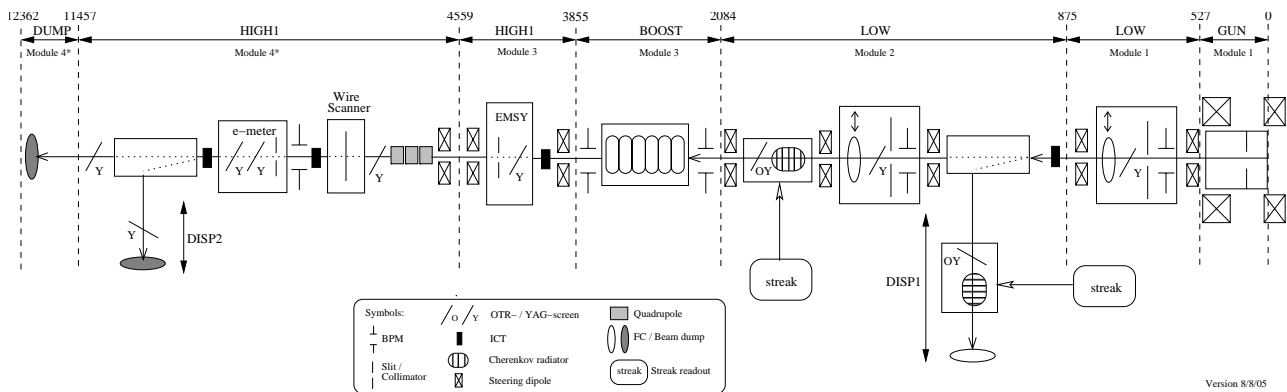 12362 11457 4559 3855 2084 875 527 0
DUMP HIGH1 HIGH1 BOOST LOW LOW GUN
Module 4* Module 4* Module 3 Module 3 Module 2 Module 1 Module 1
Wire
Scanner
e−meter
EMSY
Y
Y Y
Y
Y
OY
Y
Y
Y
DISP2
streak
DISP1
OY
streak
Symbols:
BPM
Slit /
Collimator
O Y OTR− / YAG−screen
ICT
Cherenkov radiator
Steering dipole
Quadrupole
FC / Beam dump
streak Streak readout
Version 8/8/05